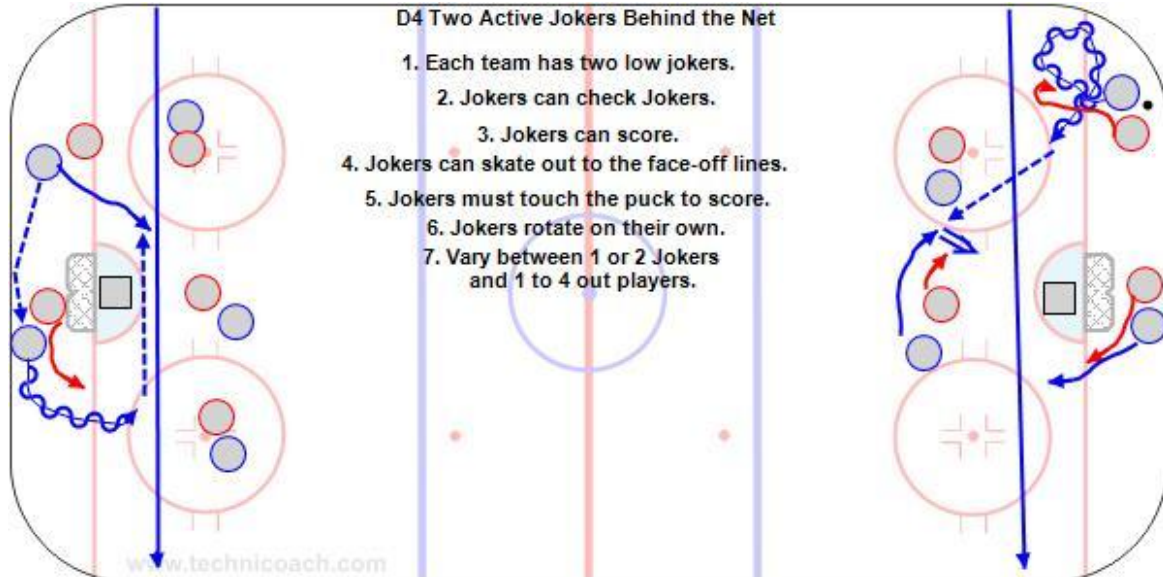 D4 Two Active Jokers Behind the Net
1. Each team has two low jokers.
2. Jokers can check Jokers.
3. Jokers can score.
4. Jokers can skate out to the face-off lines.
5. Jokers must touch the puck to score.
6. Jokers rotate on their own.
7. Vary between 1 or 2 Jokers
and 1 to 4 out players.
www.technicoach.com